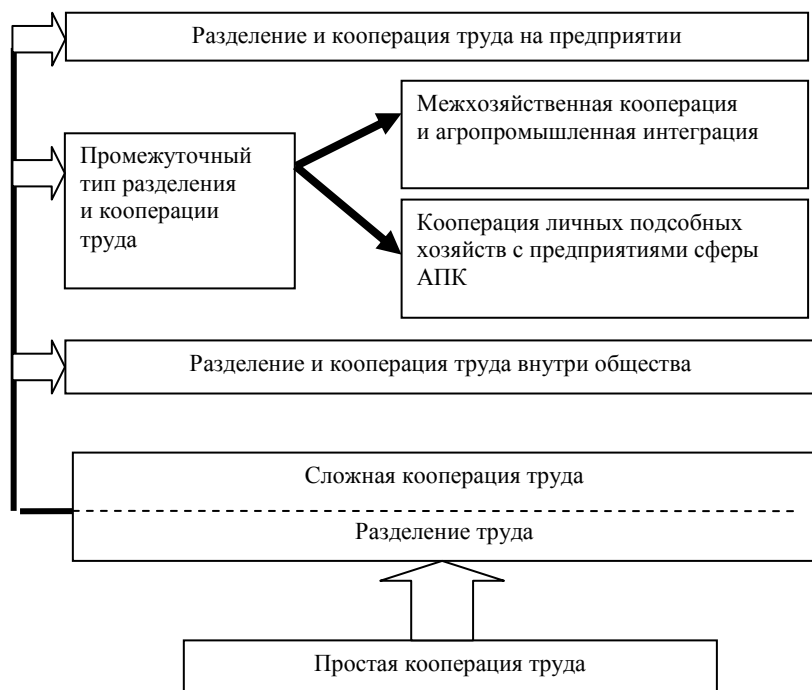 Разделение и кооперация труда на предприятии
Межхозяйственная кооперация
и агропромышленная интеграция
Промежуточный
тип разделения
и кооперации
труда
Кооперация личных подсобных
хозяйств с предприятиями сферы
АПК
Разделение и кооперация труда внутри общества
Сложная кооперация труда
Разделение труда
Простая кооперация труда